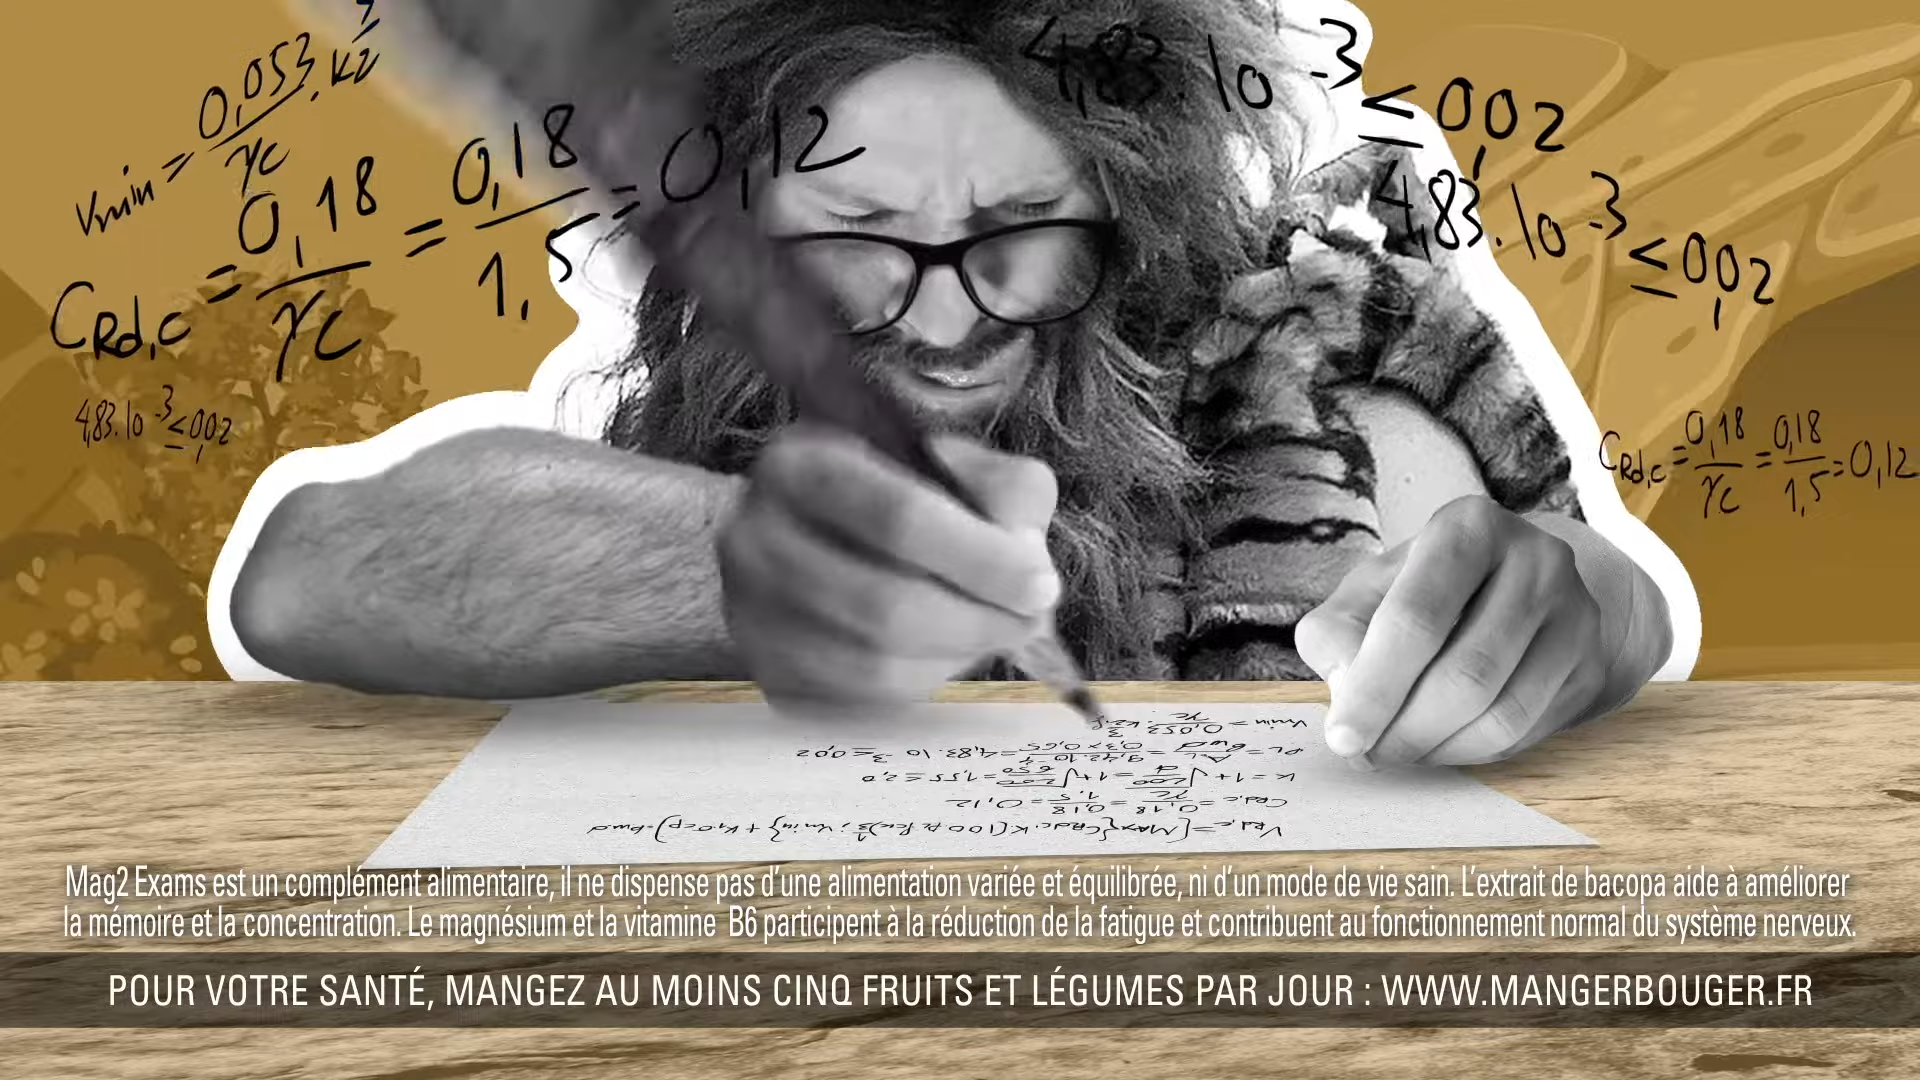 Vmin = 0,053/γc . k 3/2
CRd,c = 0,18/γc = 0,18/1,5 = 0,12
4,83.10 -3 ≤ 0,02
4,83.10 -3 ≤ 0,02
4,83.10 -3 ≤ 0,02
CRd,c = 0,18/γc = 0,18/1,5 = 0,12
Mag2 Exams est un complément alimentaire, il ne dispense pas d'une alimentation variée et équilibrée, ni d'un mode de vie sain. L'extrait de bacopa aide à améliorer
la mémoire et la concentration. Le magnésium et la vitamine B6 participent à la réduction de la fatigue et contribuent au fonctionnement normal du système nerveux.
POUR VOTRE SANTÉ, MANGEZ AU MOINS CINQ FRUITS ET LÉGUMES PAR JOUR : WWW.MANGERBOUGER.FR